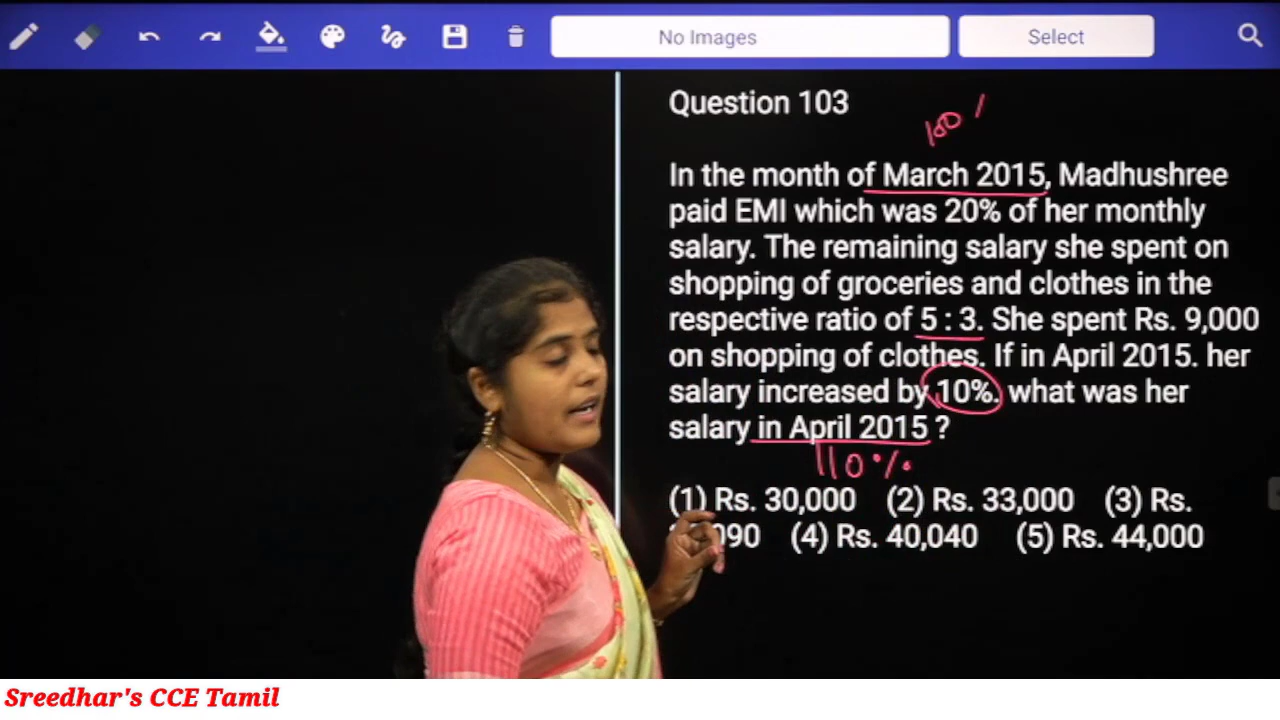 No Images
Select
Question 103
100 %
In the month of March 2015, Madhushree
paid EMI which was 20% of her monthly
salary. The remaining salary she spent on
shopping of groceries and clothes in the
respective ratio of 5 : 3. She spent Rs. 9,000
on shopping of clothes. If in April 2015. her
salary increased by 10%. what was her
salary in April 2015 ?
110%
(1) Rs. 30,000 (2) Rs. 33,000 (3) Rs.
090 (4) Rs. 40,040 (5) Rs. 44,000
Sreedhar's CCE Tamil